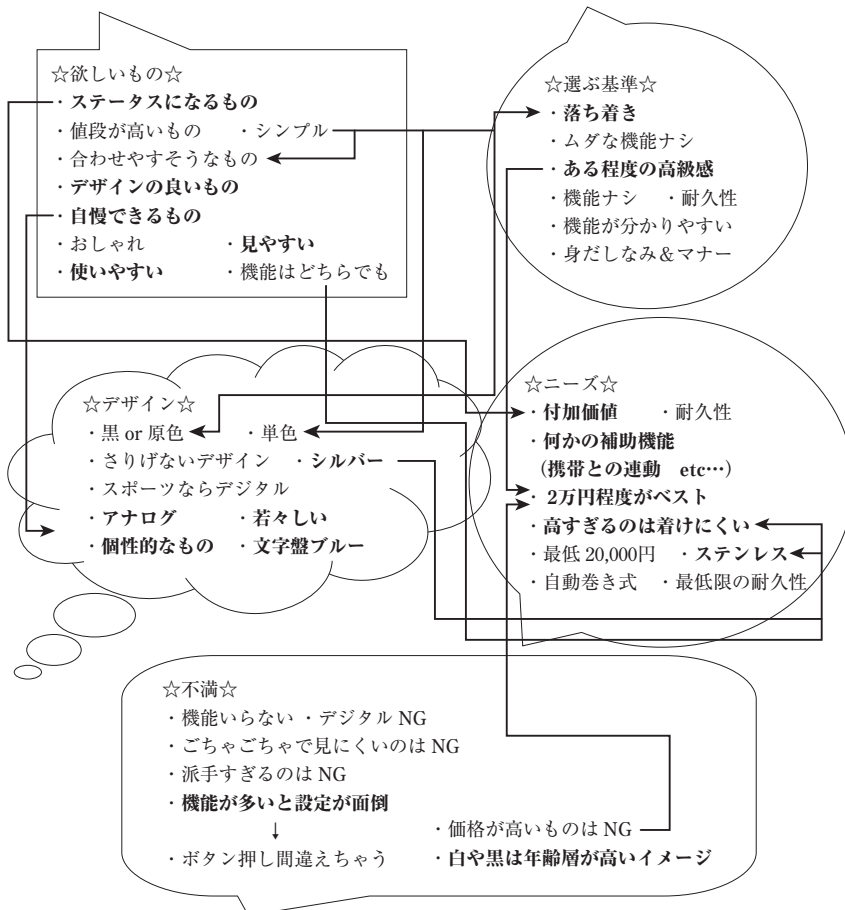 ☆欲しいもの☆
・ステータスになるもの
・値段が高いもの　・シンプル
・合わせやすそうなもの
・デザインの良いもの
・自慢できるもの
・おしゃれ　・見やすい
・使いやすい　・機能はどちらでも
☆選ぶ基準☆
・落ち着き
・ムダな機能ナシ
・ある程度の高級感
・機能ナシ　・耐久性
・機能が分かりやすい
・身だしなみ＆マナー
☆デザイン☆
・黒 or 原色　・単色
・さりげないデザイン　・シルバー
・スポーツならデジタル
・アナログ　・若々しい
・個性的なもの　・文字盤ブルー
☆ニーズ☆
・付加価値　・耐久性
・何かの補助機能
（携帯との連動　etc…）
・2万円程度がベスト
・高すぎるのは着けにくい
・最低 20,000円　・ステンレス
・自動巻き式　・最低限の耐久性
☆不満☆
・機能いらない ・デジタル NG
・ごちゃごちゃで見にくいのは NG
・派手すぎるのは NG
・機能が多いと設定が面倒
↓
・ボタン押し間違えちゃう
・価格が高いものは NG
・白や黒は年齢層が高いイメージ